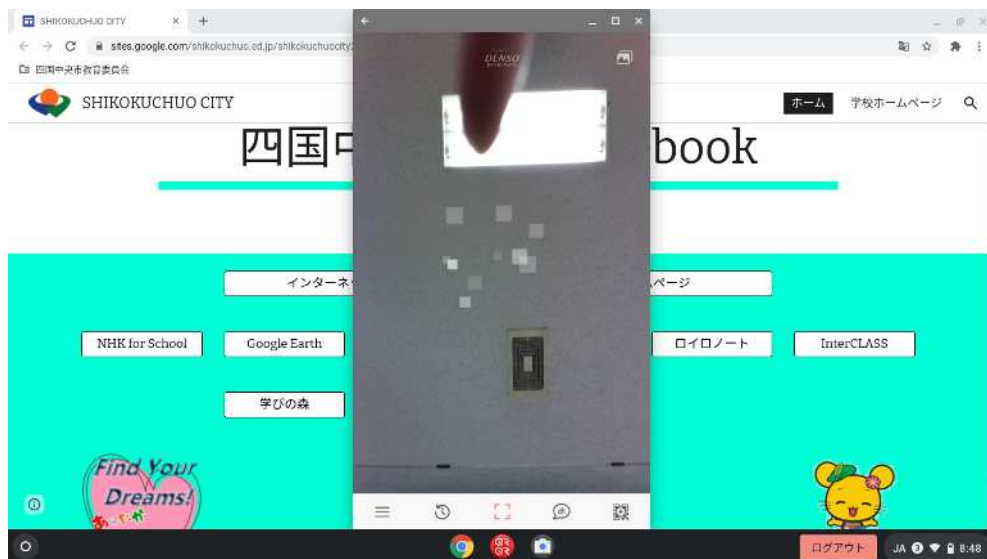 SHIKOKUCHUO CITY
sites.google.com/shikokuchuo.ed.jp/shikokuchuocity
四国中央市教育委員会
SHIKOKUCHUO CITY
ホーム
学校ホームページ
四国中
book
DENSO
インターネッ
ページ
NHK for School
Google Earth
ロイロノート
InterCLASS
学びの森
Find Your
Dreams!
ログアウト
JA
3
8:48